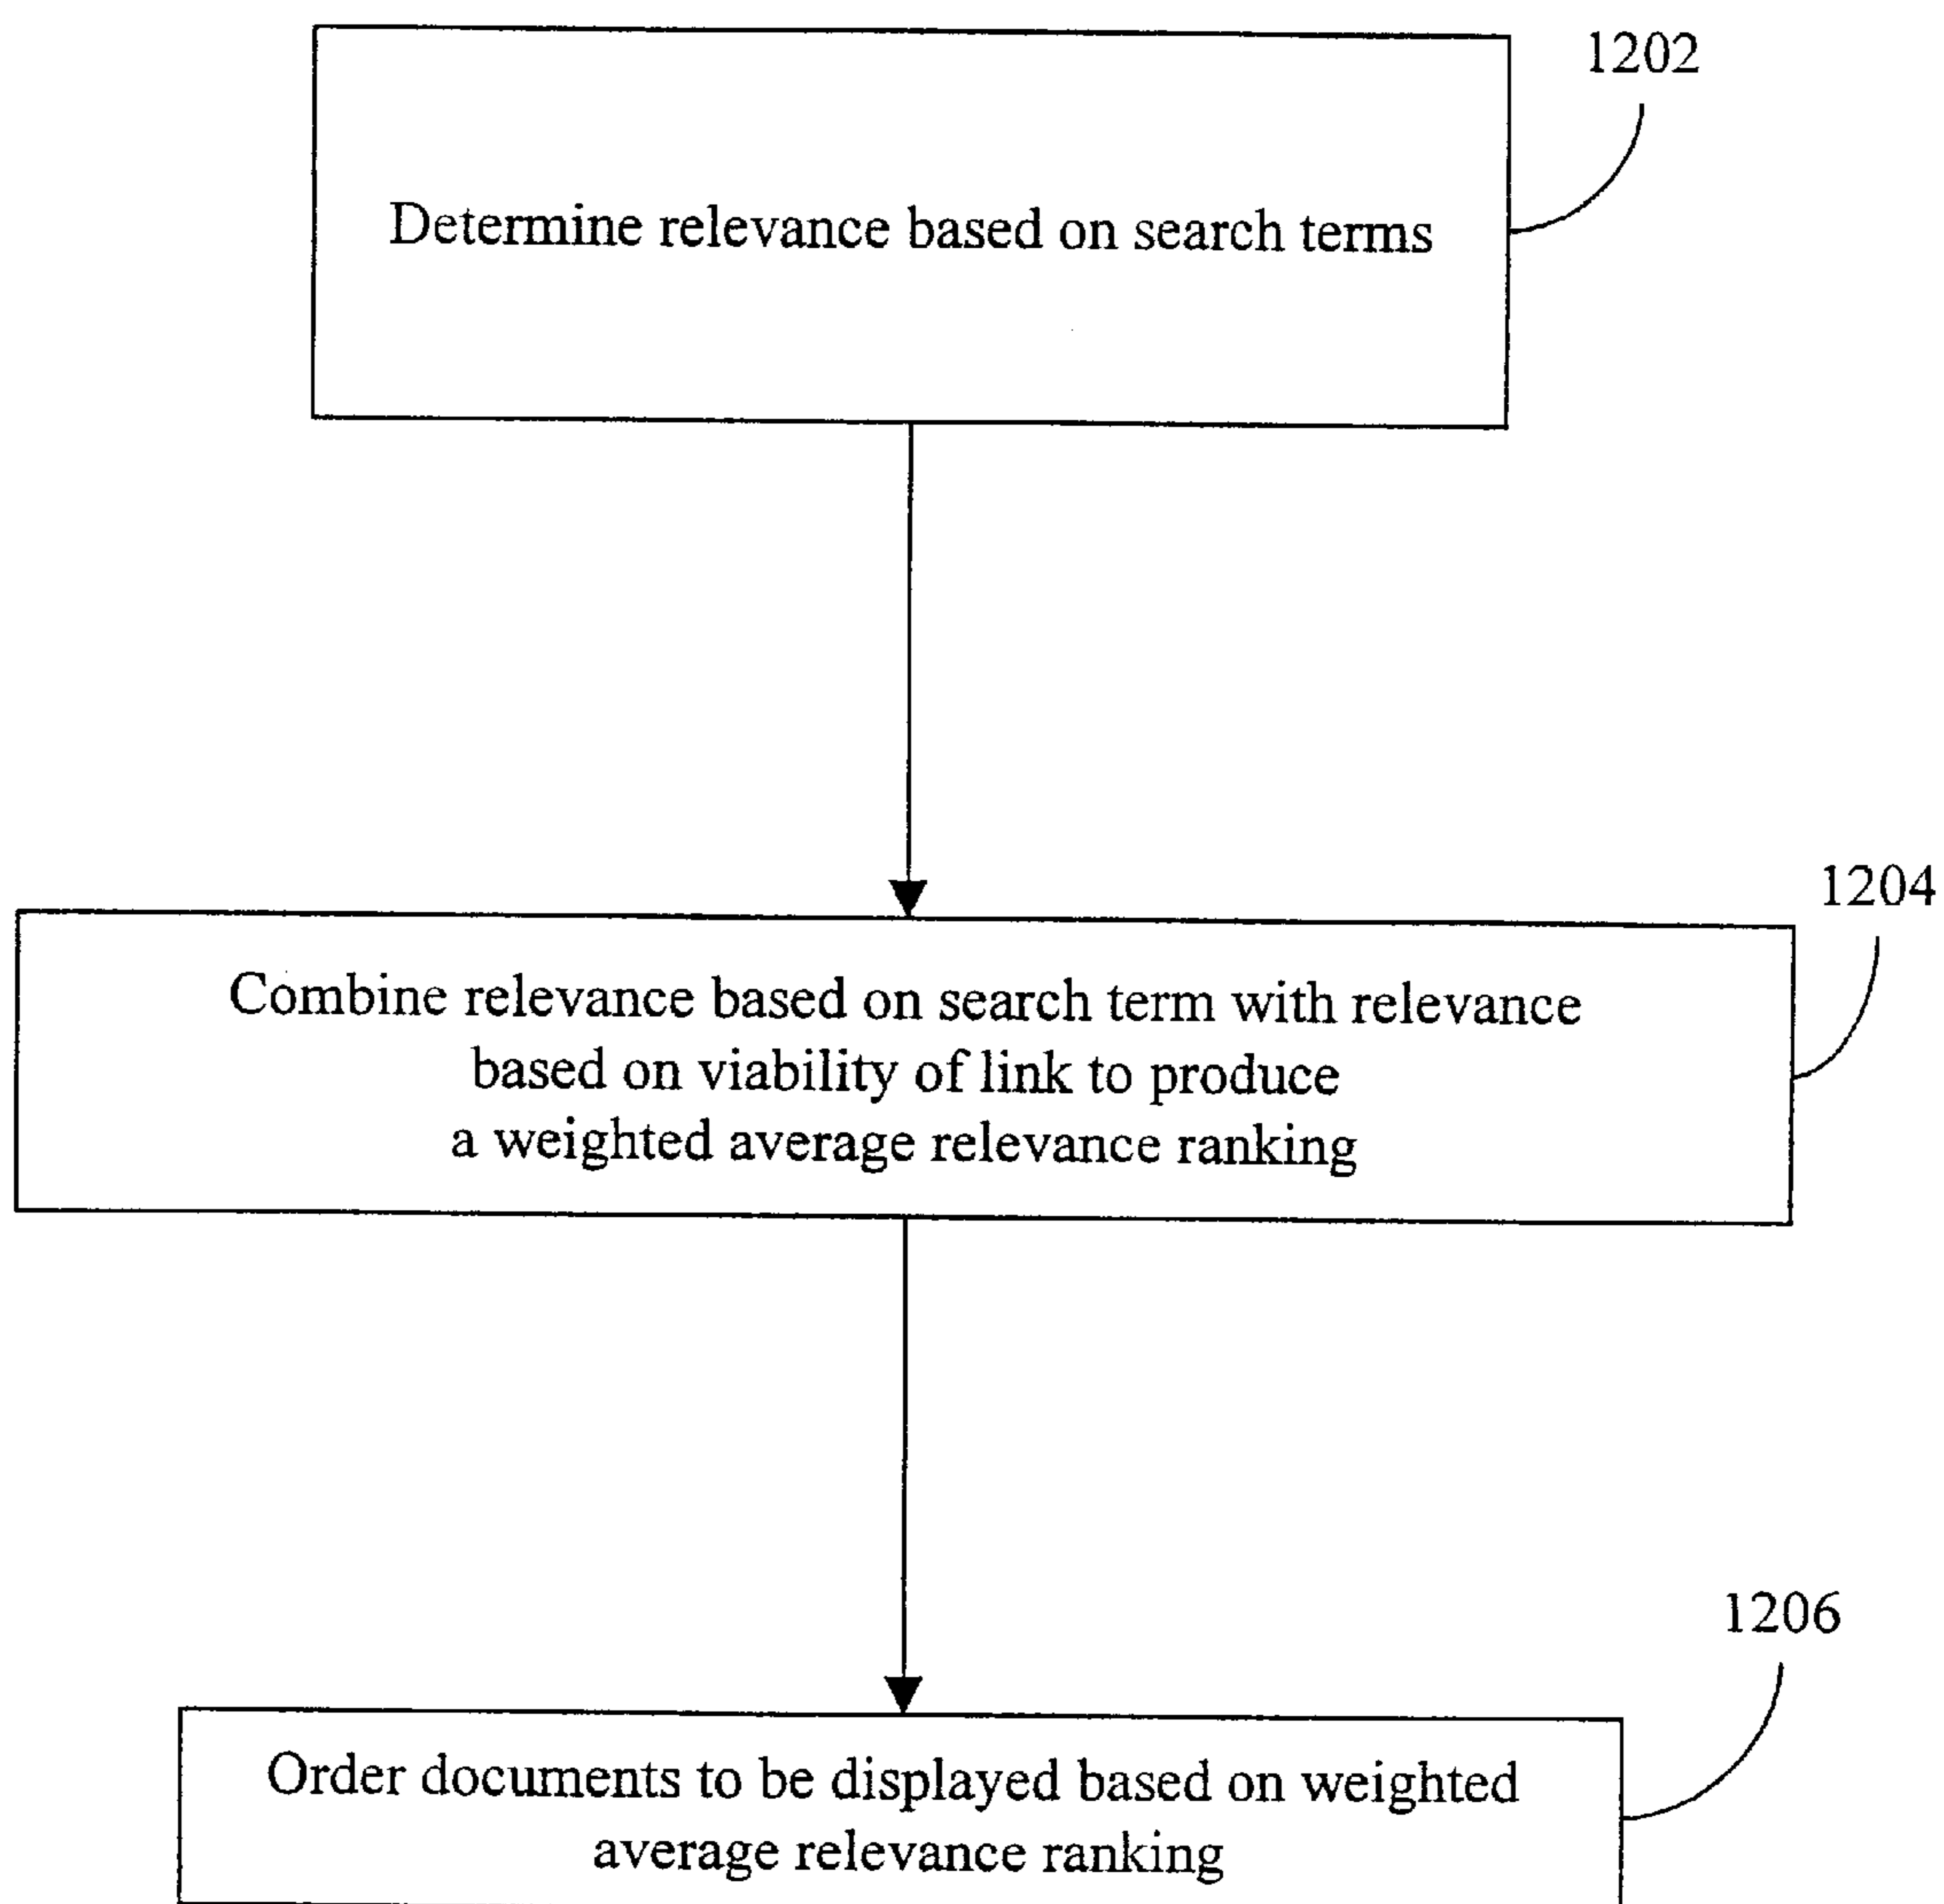 1202
Determine relevance based on search terms
1204
Combine relevance based on search term with relevance
based on viability of link to produce
a weighted average relevance ranking
1206
Order documents to be displayed based on weighted
average relevance ranking